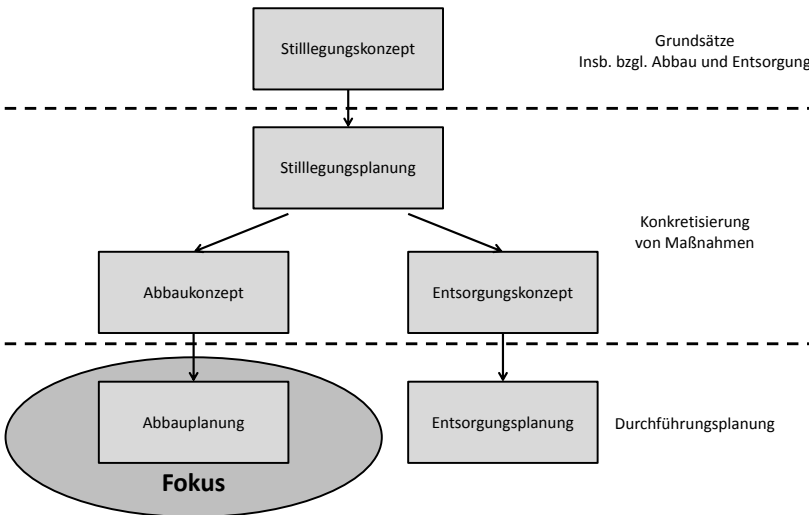 Stilllegungskonzept
Grundsätze
Insb. bzgl. Abbau und Entsorgung
Stilllegungsplanung
Konkretisierung
von Maßnahmen
Abbaukonzept
Entsorgungskonzept
Abbauplanung
Entsorgungsplanung
Durchführungsplanung
Fokus